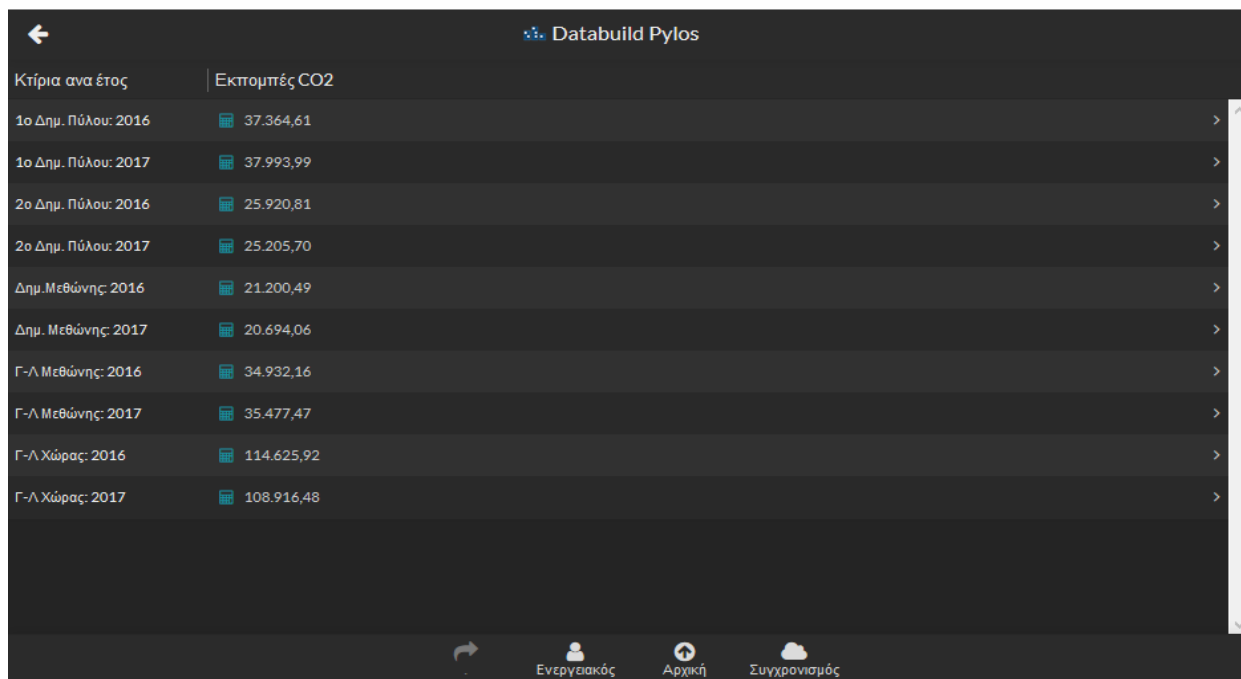 Databuild Pylos
Κτίρια ανα έτος Εκπομπές CO2
1ο Δημ. Πύλου: 2016 37.364,61
1ο Δημ. Πύλου: 2017 37.993,99
2ο Δημ. Πύλου: 2016 25.920,81
2ο Δημ. Πύλου: 2017 25.205,70
Δημ.Μεθώνης: 2016 21.200,49
Δημ. Μεθώνης: 2017 20.694,06
Γ-Λ Μεθώνης: 2016 34.932,16
Γ-Λ Μεθώνης: 2017 35.477,47
Γ-Λ Χώρας: 2016 114.625,92
Γ-Λ Χώρας: 2017 108.916,48
. Ενεργειακός Αρχική Συγχρονισμός